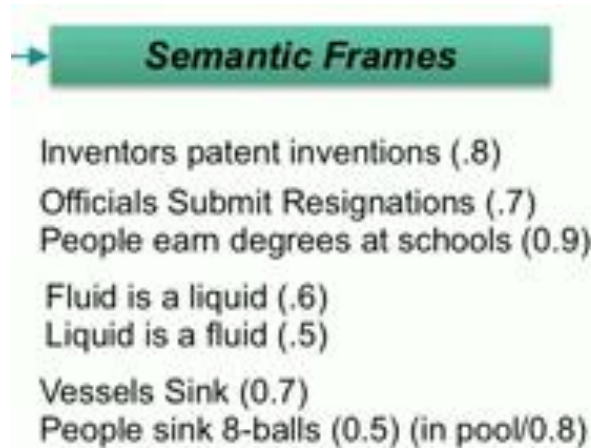 Semantic Frames
Inventors patent inventions (.8)
Officials Submit Resignations (.7)
People earn degrees at schools (0.9)
Fluid is a liquid (.6)
Liquid is a fluid (.5)
Vessels Sink (0.7)
People sink 8-balls (0.5) (in pool/0.8)